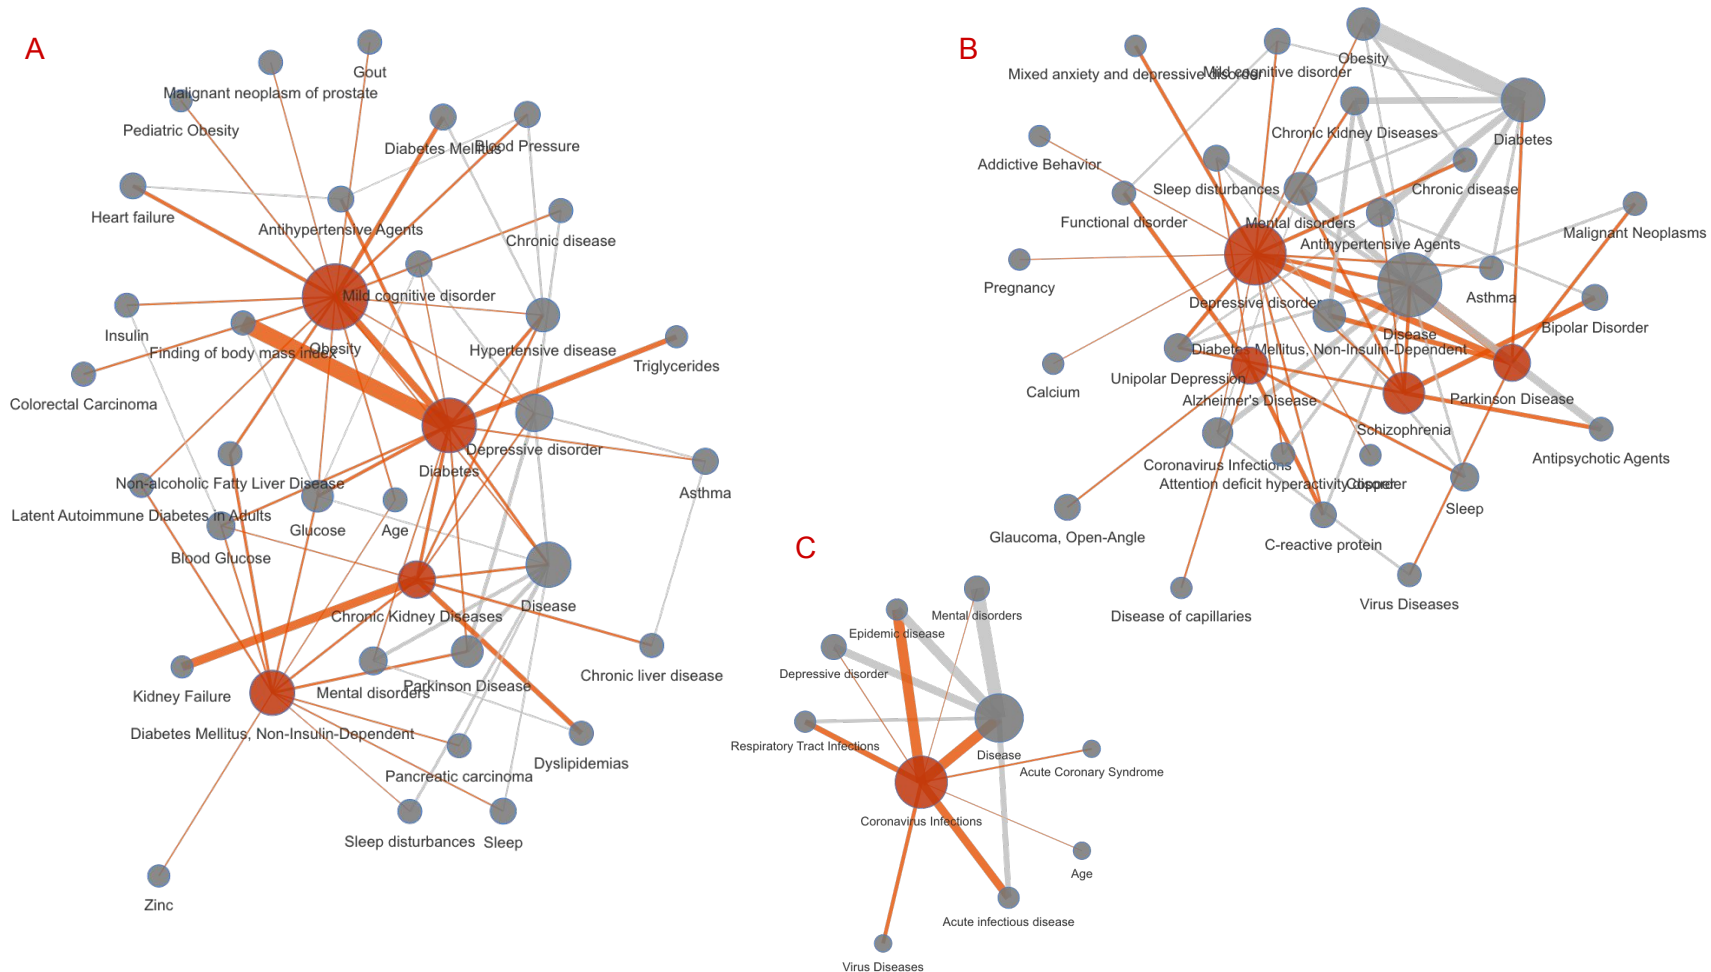 A
Gout
Malignant neoplasm of prostate
Pediatric Obesity
Diabetes Mellitus
Blood Pressure
Heart failure
Antihypertensive Agents
Chronic disease
Mild cognitive disorder
Insulin
Finding of body mass index
Obesity
Hypertensive disease
Triglycerides
Colorectal Carcinoma
Depressive disorder
Diabetes
Non-alcoholic Fatty Liver Disease
Asthma
Latent Autoimmune Diabetes in Adults
Glucose
Age
Blood Glucose
Disease
Chronic Kidney Diseases
Kidney Failure
Mental disorders
Parkinson Disease
Chronic liver disease
Diabetes Mellitus, Non-Insulin-Dependent
Pancreatic carcinoma
Dyslipidemias
Sleep disturbances
Sleep
Zinc
B
Obesity
Mixed anxiety and depressive disorder
Mild cognitive disorder
Chronic Kidney Diseases
Diabetes
Addictive Behavior
Sleep disturbances
Chronic disease
Functional disorder
Mental disorders
Antihypertensive Agents
Malignant Neoplasms
Pregnancy
Depressive disorder
Asthma
Disease
Bipolar Disorder
Diabetes Mellitus, Non-Insulin-Dependent
Calcium
Unipolar Depression
Alzheimer's Disease
Parkinson Disease
Schizophrenia
Coronavirus Infections
Antipsychotic Agents
Attention deficit hyperactivity disorder
Copper
Sleep
Glaucoma, Open-Angle
C-reactive protein
Disease of capillaries
Virus Diseases
C
Mental disorders
Epidemic disease
Depressive disorder
Respiratory Tract Infections
Disease
Acute Coronary Syndrome
Coronavirus Infections
Age
Acute infectious disease
Virus Diseases